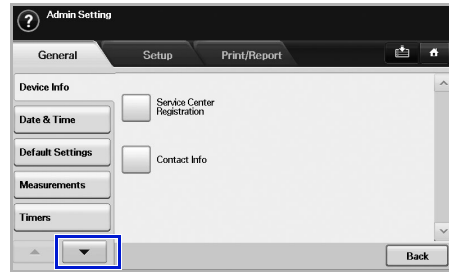 ? Admin Setting
General Setup Print/Report
Device Info
Date & Time
Default Settings
Measurements
Timers
Service Center
Registration
Contact Info
Back